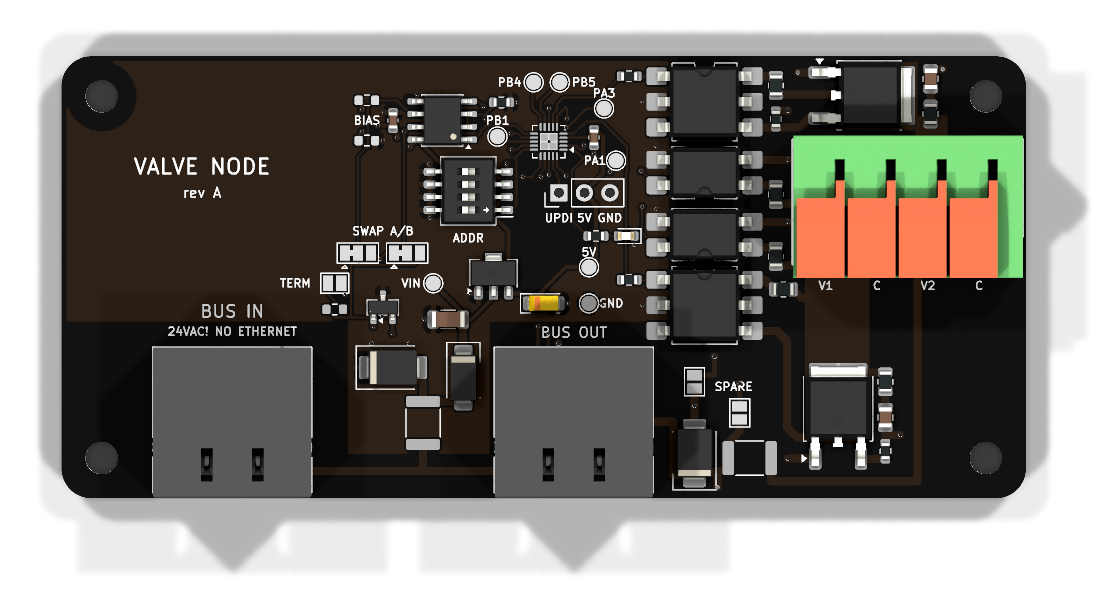 PB4
PB5
PA3
BIAS
PB1
VALVE NODE
rev A
PA1
UPDI 5V GND
SWAP A/B
ADDR
5V
TERM
VIN
V1
C
V2
C
BUS IN
GND
24VAC! NO ETHERNET
BUS OUT
SPARE